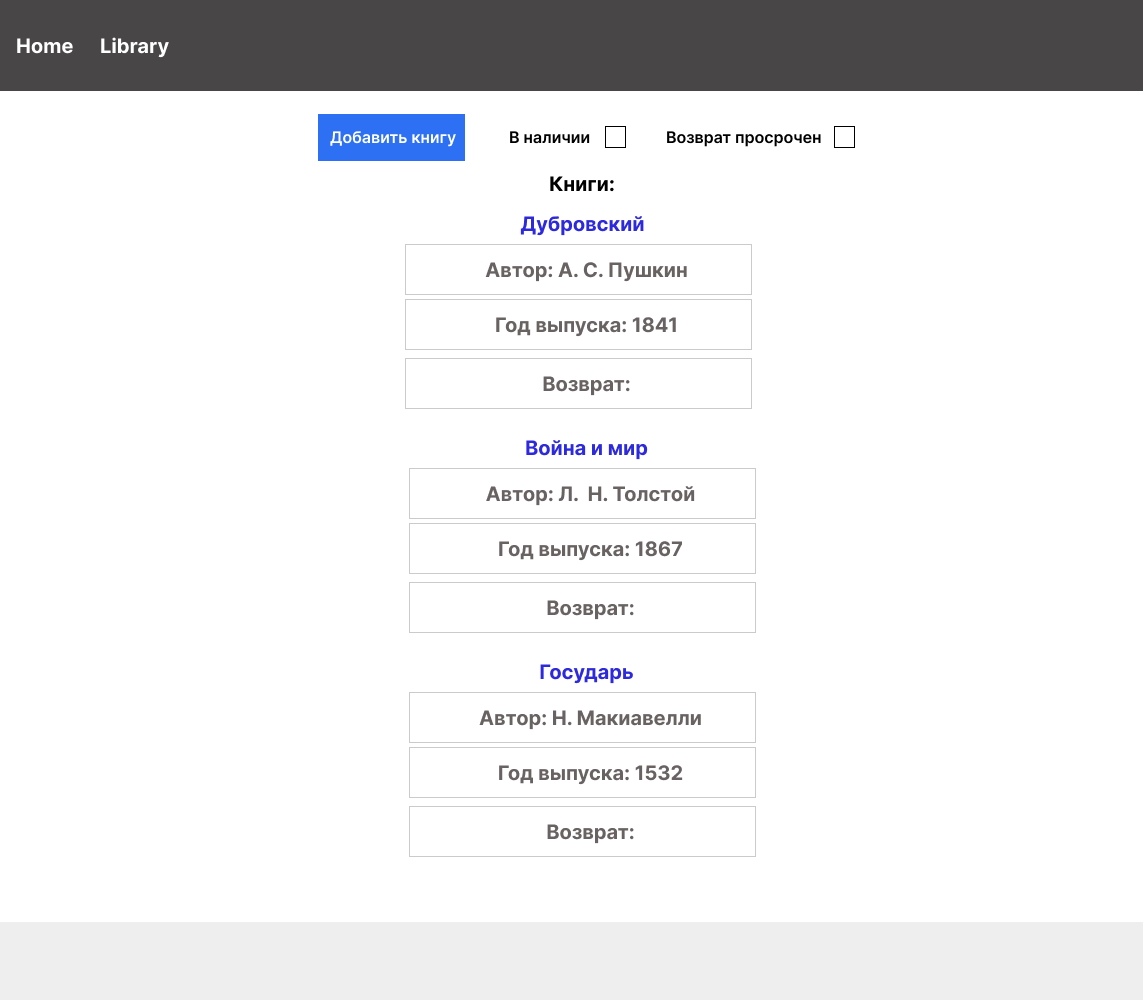 Home Library
Добавить книгу В наличии Возврат просрочен
Книги:
Дубровский
Автор: А. С. Пушкин
Год выпуска: 1841
Возврат:
Война и мир
Автор: Л.  Н. Толстой
Год выпуска: 1867
Возврат:
Государь
Автор: Н. Макиавелли
Год выпуска: 1532
Возврат: